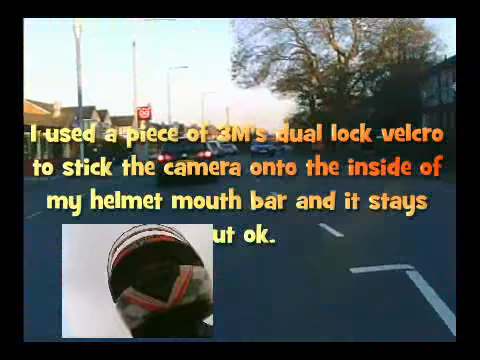 I used a piece of 3M's dual lock velcro
to stick the camera onto the inside of
my helmet mouth bar and it stays
ut ok.